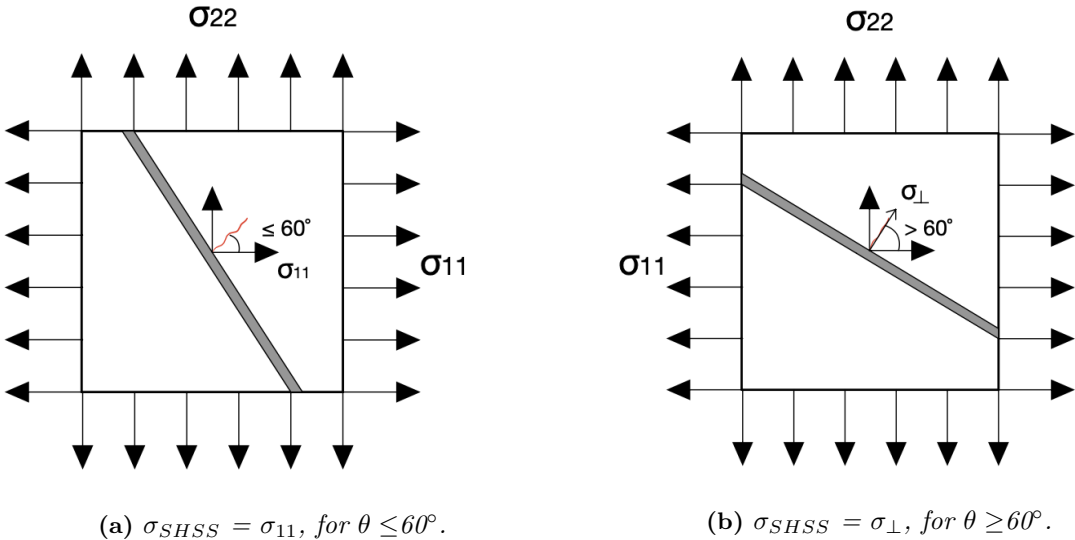 σ22
≤ 60°
σ11
σ11
(a) σSHSS = σ11, for θ ≤60°.
σ22
σ⊥
> 60°
σ11
(b) σSHSS = σ⊥, for θ ≥60°.